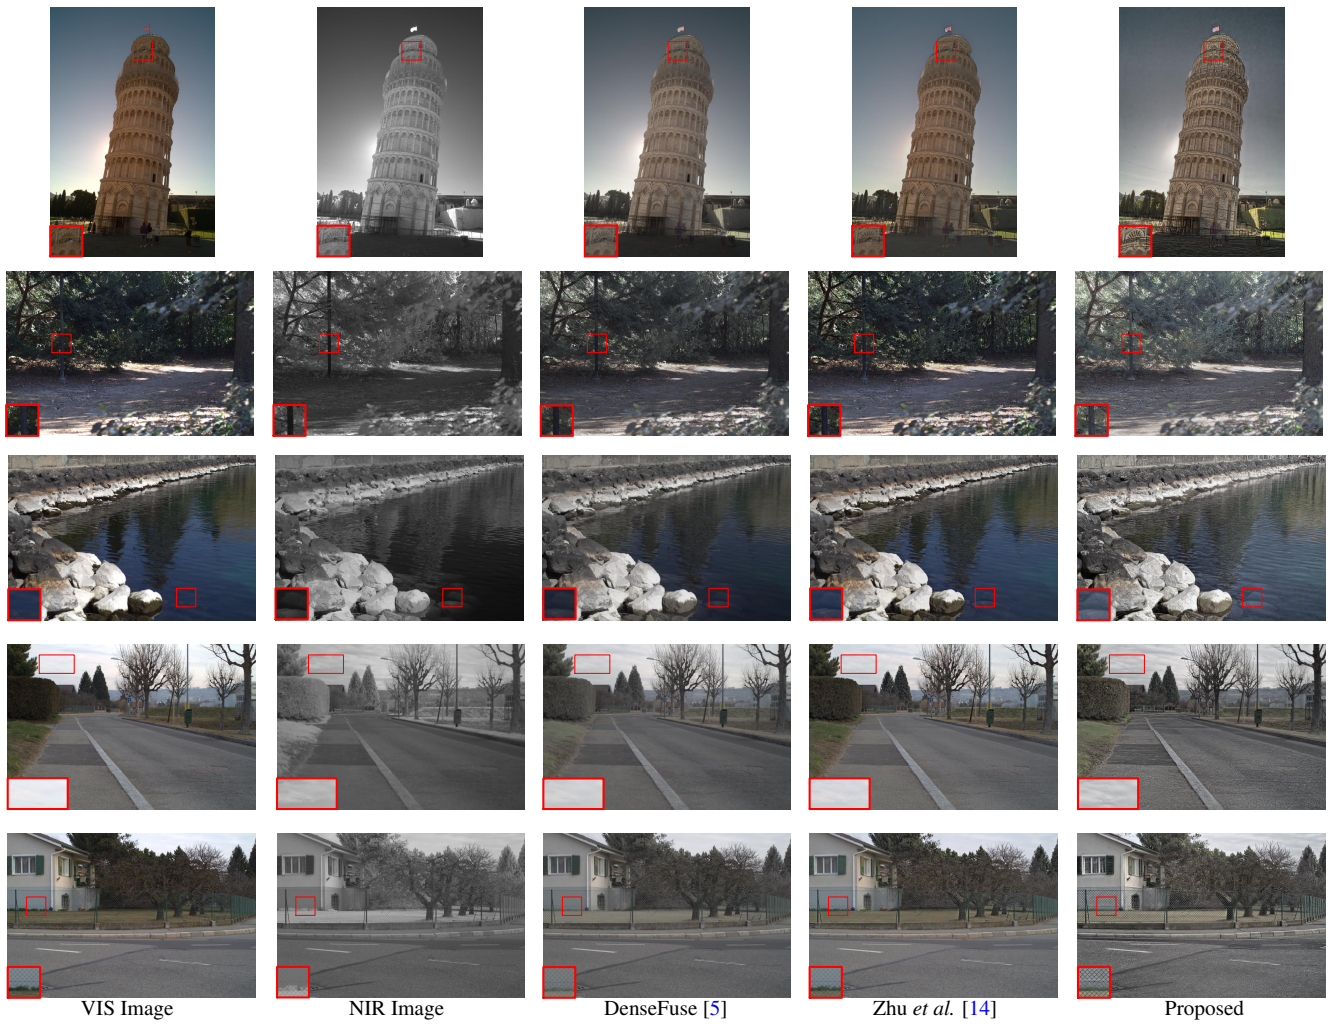 VIS Image
NIR Image
DenseFuse [5]
Zhu et al. [14]
Proposed